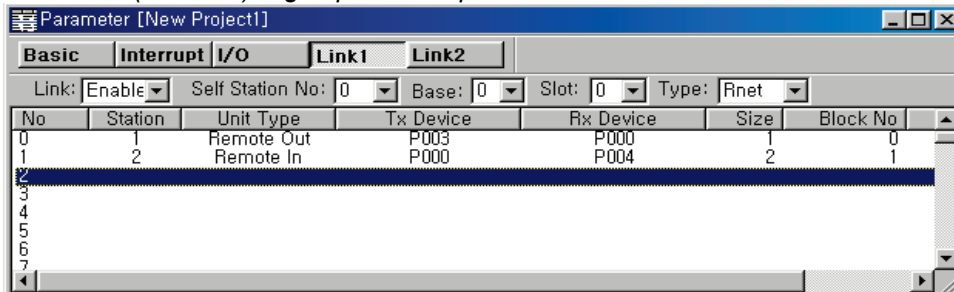 Parameter [New Project1]
Basic Interrupt I/O Link1 Link2
Link: Enable Self Station No: 0 Base: 0 Slot: 0 Type: Rnet
No Station Unit Type Tx Device Rx Device Size Block No
0 1 Remote Out P003 P000 1 0
1 2 Remote In P000 P004 2 1
2
3
4
5
6
7